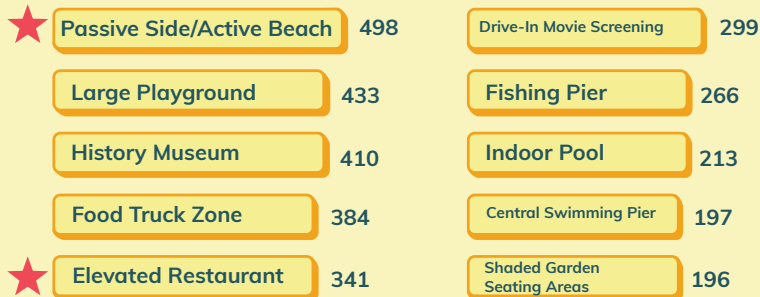 Passive Side/Active Beach 498
Large Playground 433
History Museum 410
Food Truck Zone 384
Elevated Restaurant 341
Drive-In Movie Screening 299
Fishing Pier 266
Indoor Pool 213
Central Swimming Pier 197
Shaded Garden
Seating Areas 196